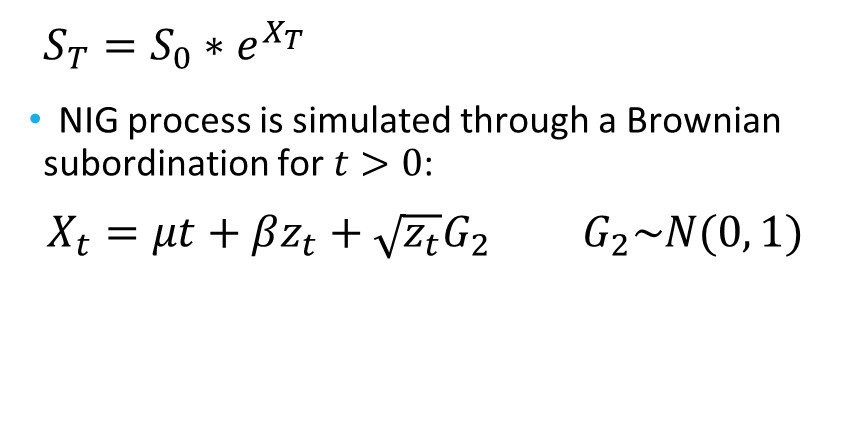 S_T = S_0 * e^{X_T}
• NIG process is simulated through a Brownian
subordination for t > 0:
X_t = μt + βz_t + √z_t G_2    G_2~N(0, 1)